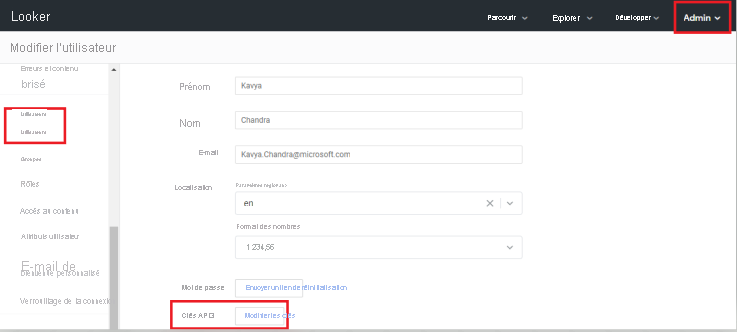 Looker
Parcourir
Explorer
Développer
Admin
Modifier l'utilisateur
Erreurs et contenu
brisé
Utilisateurs
Utilisateurs
Groupes
Rôles
Accès au contenu
Attributs utilisateur
E-mail de
bienvenue personnalisé
Verrouillage de la connexion
Prénom
Kavya
Nom
Chandra
E-mail
Kavya.Chandra@microsoft.com
Localisation
Paramètres régionaux
en
Format des nombres
1 234,56
Mot de passe
Envoyer un lien de réinitialisation
Clés API3
Modifier les clés